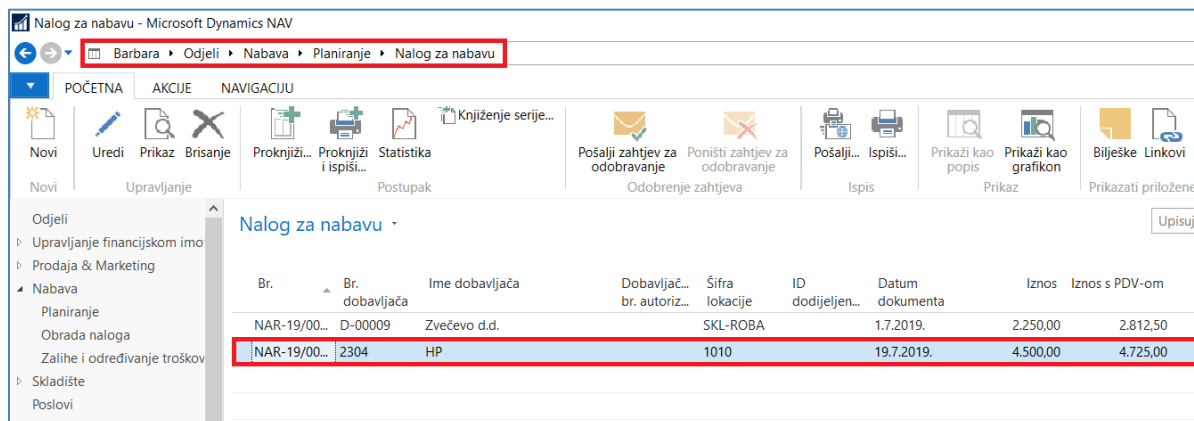 Nalog za nabavu - Microsoft Dynamics NAV
Barbara Odjeli Nabava Planiranje Nalog za nabavu
POČETNA AKCIJE NAVIGACIJU
Novi Uredi Prikaz Brisanje Proknjiži... Proknjiži i ispiši... Statistika Knjiženje serije... Pošalji zahtjev za odobravanje Poništi zahtjev za odobravanje Pošalji... Ispiši... Prikaži kao popis Prikaži kao grafikon Bilješke Linkovi
Novi Upravljanje Postupak Odobrenje zahtjeva Ispis Prikaz Prikazati priložene
Odjeli
Upravljanje financijskom imo
Prodaja & Marketing
Nabava
Planiranje
Obrada naloga
Zalihe i određivanje troškov
Skladište
Poslovi
Nalog za nabavu
Upisuj
Br. Br. dobavljača Ime dobavljača Dobavljač... br. autoriz... Šifra lokacije ID dodijeljen... Datum dokumenta Iznos Iznos s PDV-om
NAR-19/00... D-00009 Zvečevo d.d. SKL-ROBA 1.7.2019. 2.250,00 2.812,50
NAR-19/00... 2304 HP 1010 19.7.2019. 4.500,00 4.725,00